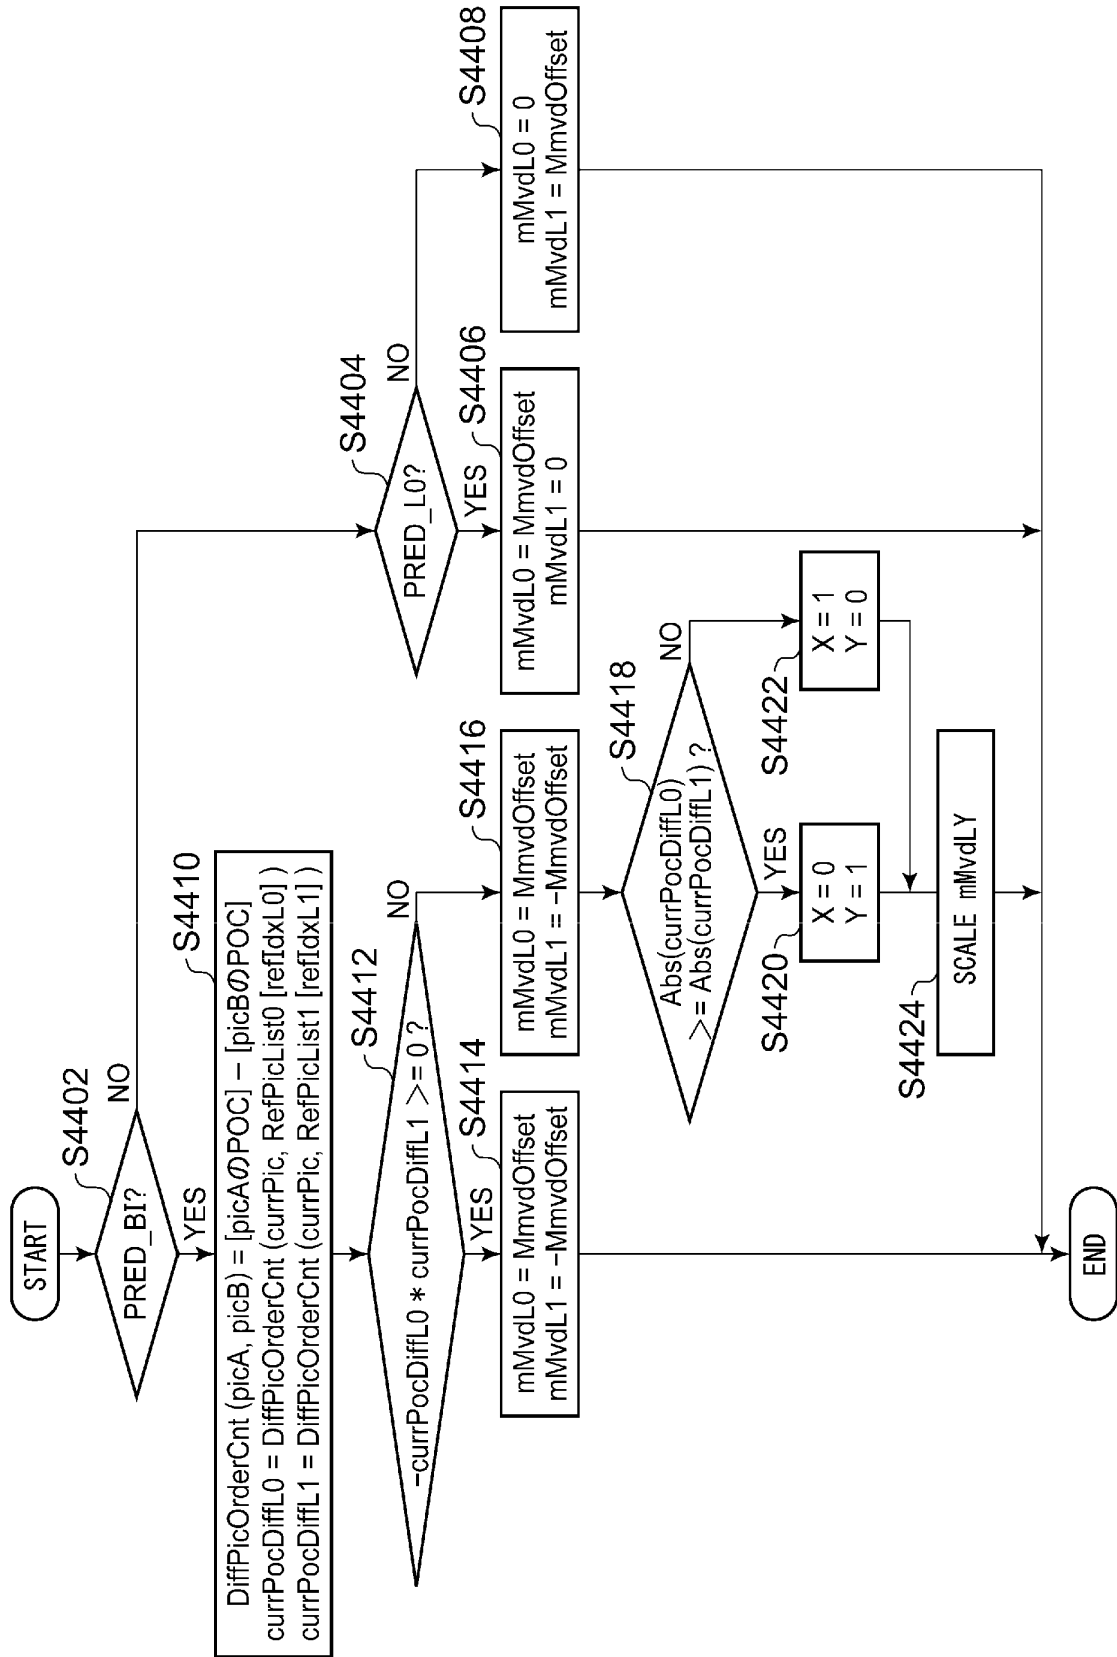 START
S4402
PRED_BI?
NO
YES
S4410
DiffPicOrderCnt (picA, picB) = [picAのPOC] − [picBのPOC]
currPocDiffL0 = DiffPicOrderCnt (currPic, RefPicList0 [refIdxL0] )
currPocDiffL1 = DiffPicOrderCnt (currPic, RefPicList1 [refIdxL1] )
S4412
-currPocDiffL0 * currPocDiffL1 >= 0 ?
NO
YES
S4414
mMvdL0 = MmvdOffset
mMvdL1 = −MmvdOffset
S4416
mMvdL0 = MmvdOffset
mMvdL1 = −MmvdOffset
S4418
Abs(currPocDiffL0)
>= Abs(currPocDiffL1) ?
NO
YES
S4420
X = 0
Y = 1
S4422
X = 1
Y = 0
S4424
SCALE mMvdLY
S4404
PRED_L0?
NO
YES
S4406
mMvdL0 = MmvdOffset
mMvdL1 = 0
S4408
mMvdL0 = 0
mMvdL1 = MmvdOffset
END